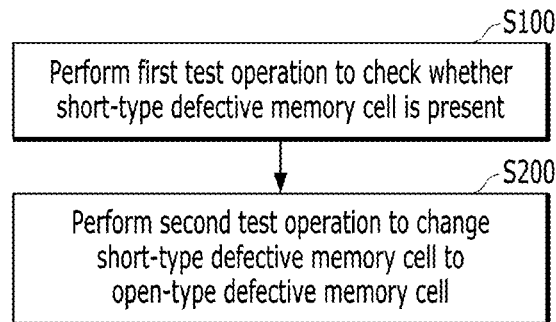 S100
Perform first test operation to check whether
short-type defective memory cell is present
S200
Perform second test operation to change
short-type defective memory cell to
open-type defective memory cell